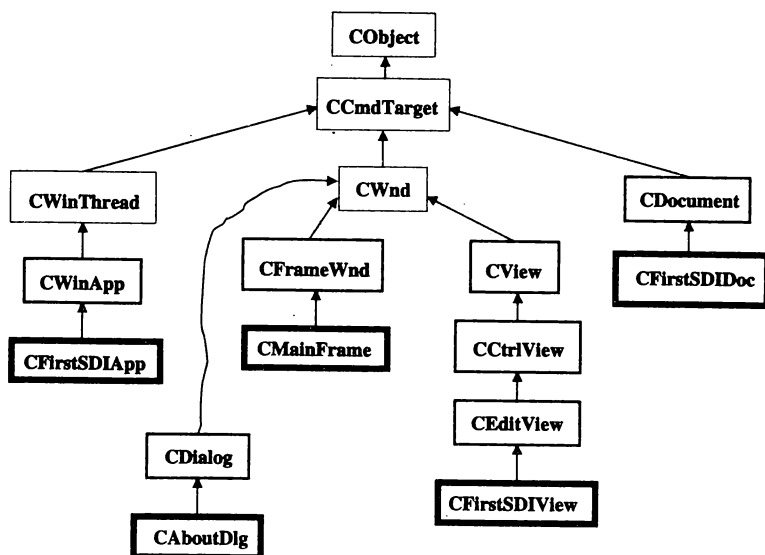 CObject
CCmdTarget
CWinThread
CWnd
CDocument
CWinApp
CFrameWnd
CView
CFirstSDIDoc
CFirstSDIApp
CMainFrame
CCtrlView
CEditView
CDialog
CFirstSDIView
CAboutDlg